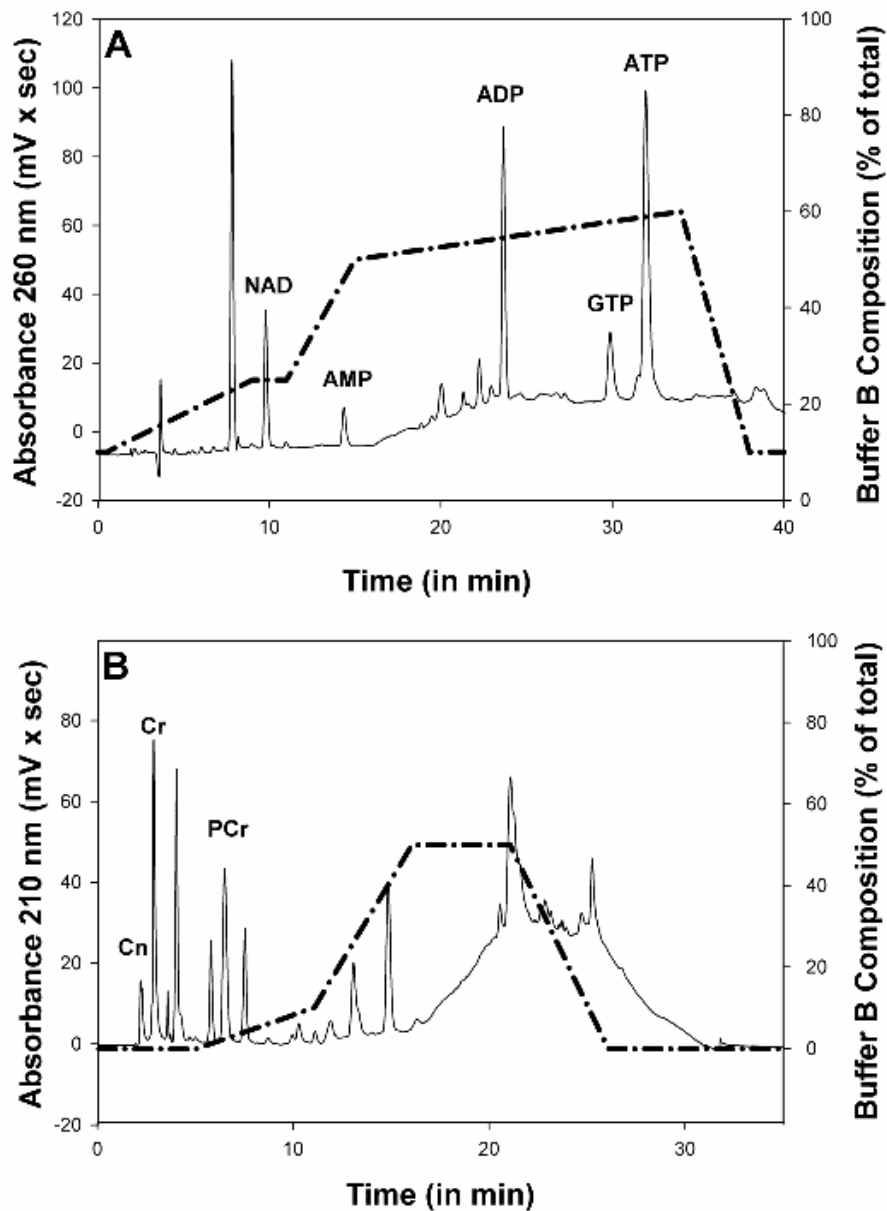 A
Absorbance 260 nm (mV x sec)
120
100
80
60
40
20
0
-20
NAD
AMP
ADP
GTP
ATP
100
80
60
40
20
0
Buffer B Composition (% of total)
0 10 20 30 40
Time (in min)
B
Absorbance 210 nm (mV x sec)
80
60
40
20
0
-20
Cn
Cr
PCr
100
80
60
40
20
0
Buffer B Composition (% of total)
0 10 20 30
Time (in min)